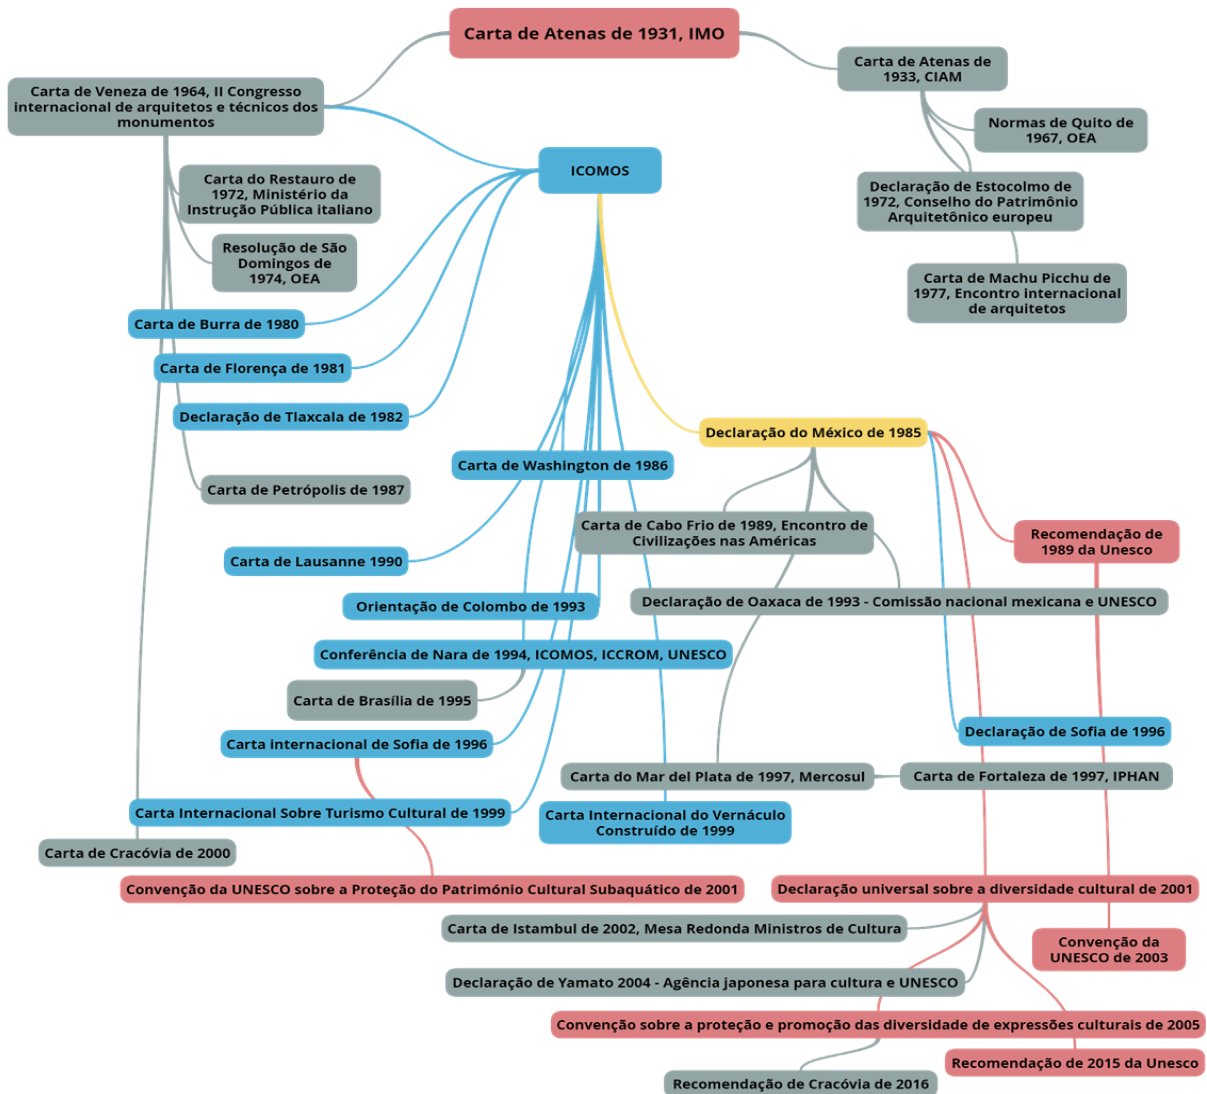 Carta de Atenas de 1931, IMO
Carta de Atenas de
1933, CIAM
Carta de Veneza de 1964, II Congresso
internacional de arquitetos e técnicos dos
monumentos
Normas de Quito de
1967, OEA
ICOMOS
Carta do Restauro de
1972, Ministério da
Instrução Pública italiano
Declaração de Estocolmo de
1972, Conselho do Patrimônio
Arquitetônico europeu
Resolução de São
Domingos de
1974, OEA
Carta de Machu Picchu de
1977, Encontro internacional
de arquitetos
Carta de Burra de 1980
Carta de Florença de 1981
Declaração de Tlaxcala de 1982
Declaração do México de 1985
Carta de Washington de 1986
Carta de Petrópolis de 1987
Carta de Cabo Frio de 1989, Encontro de
Civilizações nas Américas
Recomendação de
1989 da Unesco
Carta de Lausanne 1990
Orientação de Colombo de 1993
Declaração de Oaxaca de 1993 - Comissão nacional mexicana e UNESCO
Conferência de Nara de 1994, ICOMOS, ICCROM, UNESCO
Carta de Brasília de 1995
Carta internacional de Sofia de 1996
Declaração de Sofia de 1996
Carta do Mar del Plata de 1997, Mercosul
Carta de Fortaleza de 1997, IPHAN
Carta Internacional Sobre Turismo Cultural de 1999
Carta Internacional do Vernáculo
Construído de 1999
Carta de Cracóvia de 2000
Convenção da UNESCO sobre a Proteção do Património Cultural Subaquático de 2001
Declaração universal sobre a diversidade cultural de 2001
Carta de Istambul de 2002, Mesa Redonda Ministros de Cultura
Convenção da
UNESCO de 2003
Declaração de Yamato 2004 - Agência japonesa para cultura e UNESCO
Convenção sobre a proteção e promoção das diversidade de expressões culturais de 2005
Recomendação de 2015 da Unesco
Recomendação de Cracóvia de 2016